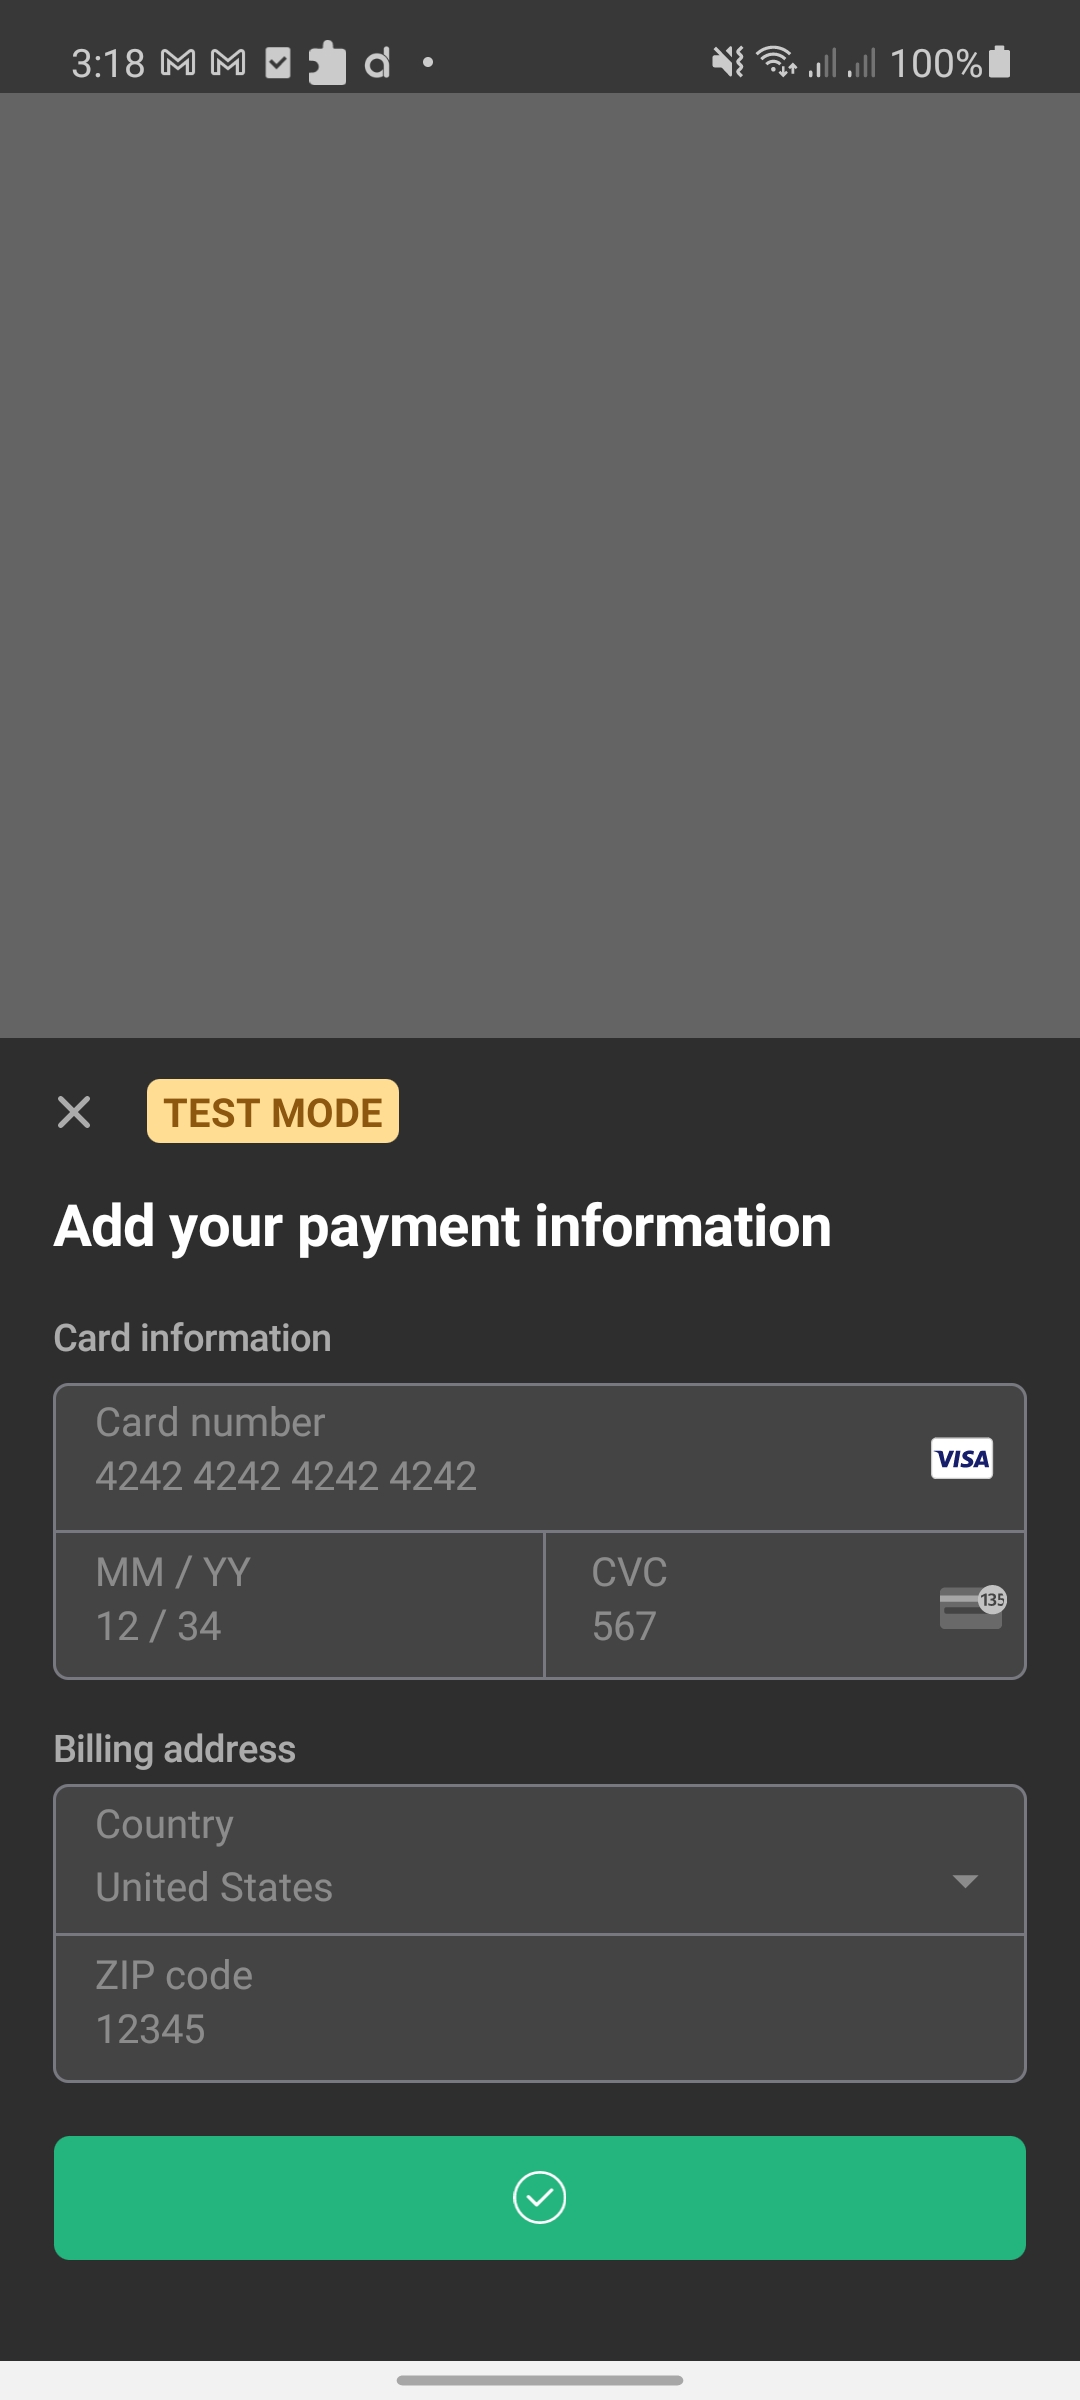 3:18 100%
TEST MODE
Add your payment information
Card information
Card number
4242 4242 4242 4242
VISA
MM / YY
12 / 34
CVC
567
135
Billing address
Country
United States
ZIP code
12345